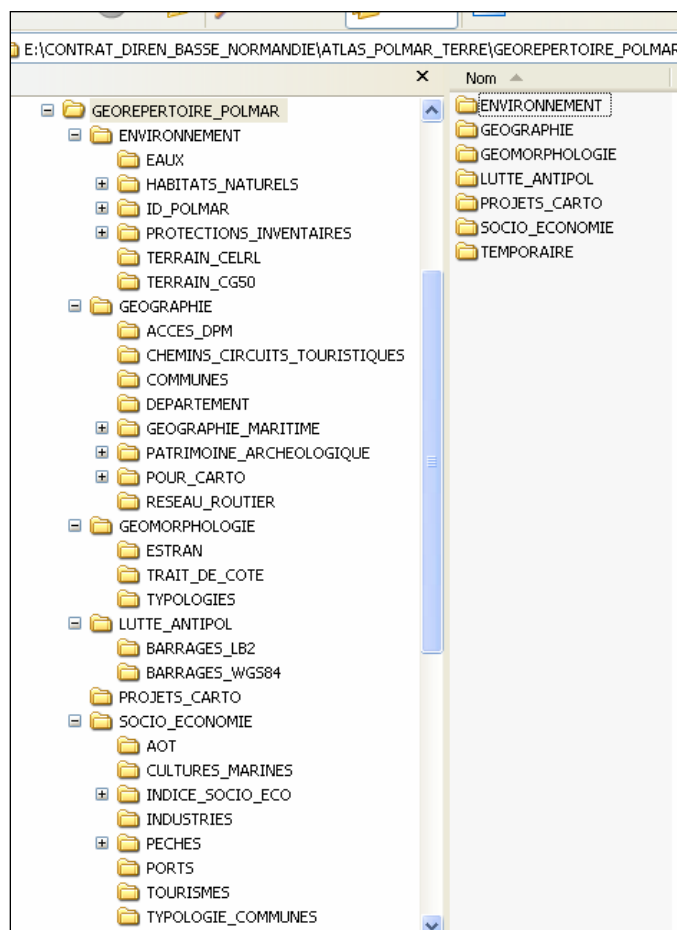 E:\CONTRAT_DIREN_BASSE_NORMANDIE\ATLAS_POLMAR_TERRE\GEOREPERTOIRE_POLMAR
Nom
GEOREPERTOIRE_POLMAR
ENVIRONNEMENT
EAUX
HABITATS_NATURELS
ID_POLMAR
PROTECTIONS_INVENTAIRES
TERRAIN_CELRL
TERRAIN_CG50
GEOGRAPHIE
ACCES_DPM
CHEMINS_CIRCUITS_TOURISTIQUES
COMMUNES
DEPARTEMENT
GEOGRAPHIE_MARITIME
PATRIMOINE_ARCHEOLOGIQUE
POUR_CARTO
RESEAU_ROUTIER
GEOMORPHOLOGIE
ESTRAN
TRAIT_DE_COTE
TYPOLOGIES
LUTTE_ANTIPOL
BARRAGES_LB2
BARRAGES_WGS84
PROJETS_CARTO
SOCIO_ECONOMIE
AOT
CULTURES_MARINES
INDICE_SOCIO_ECO
INDUSTRIES
PECHES
PORTS
TOURISMES
TYPOLOGIE_COMMUNES
ENVIRONNEMENT
GEOGRAPHIE
GEOMORPHOLOGIE
LUTTE_ANTIPOL
PROJETS_CARTO
SOCIO_ECONOMIE
TEMPORAIRE